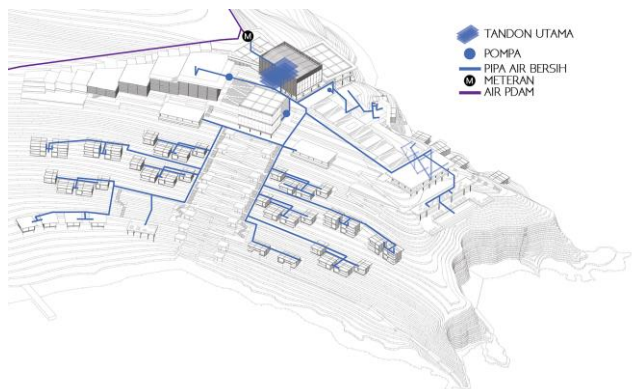 TANDON UTAMA
POMPA
PIPA AIR BERSIH
M METERAN
AIR PDAM
M